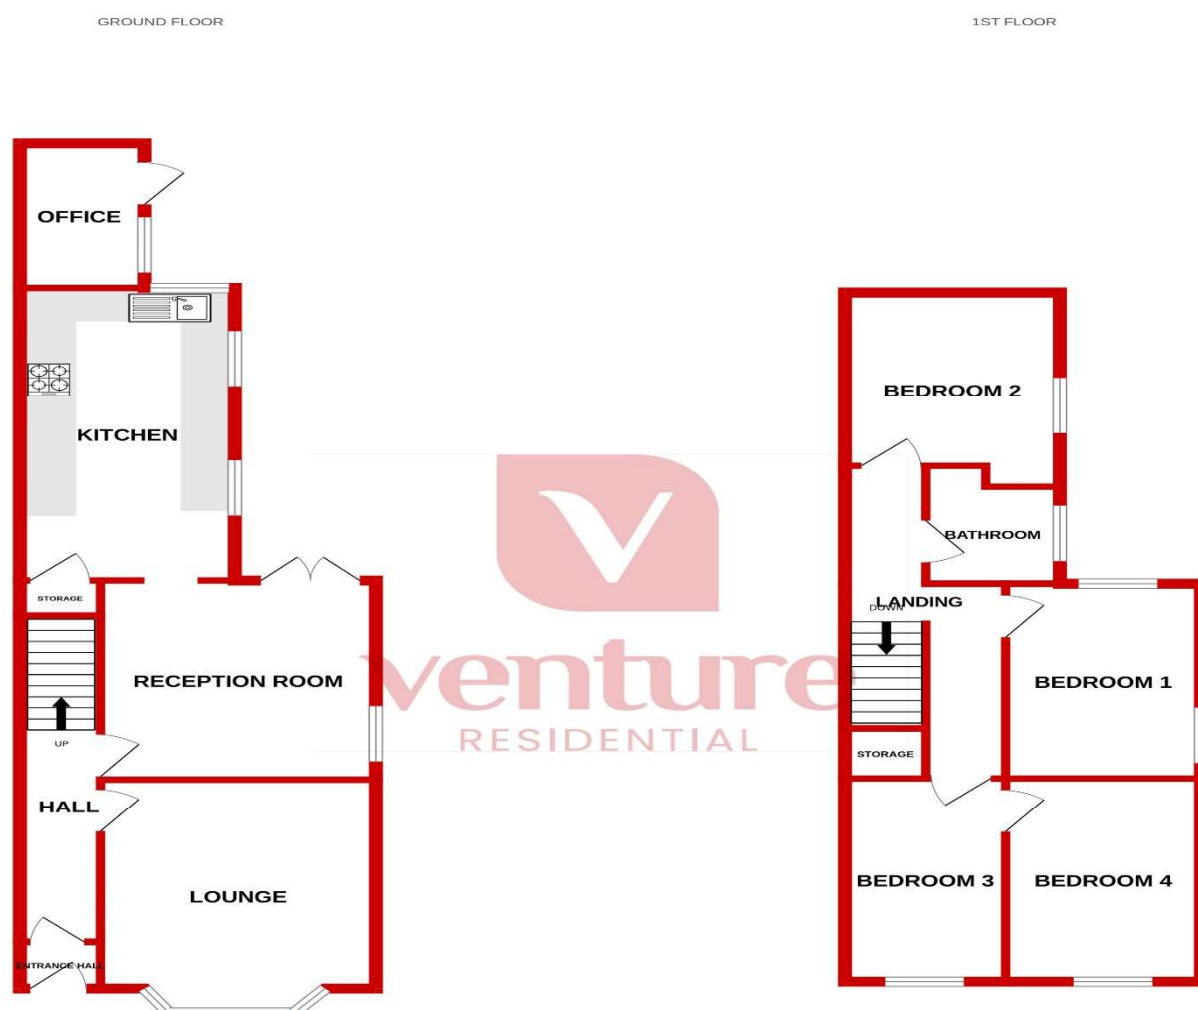 GROUND FLOOR
1ST FLOOR
OFFICE
KITCHEN
STORAGE
UP
RECEPTION ROOM
HALL
LOUNGE
ENTRANCE HALL
BEDROOM 2
BATHROOM
LANDING
DOWN
BEDROOM 1
STORAGE
BEDROOM 3
BEDROOM 4
venture
RESIDENTIAL